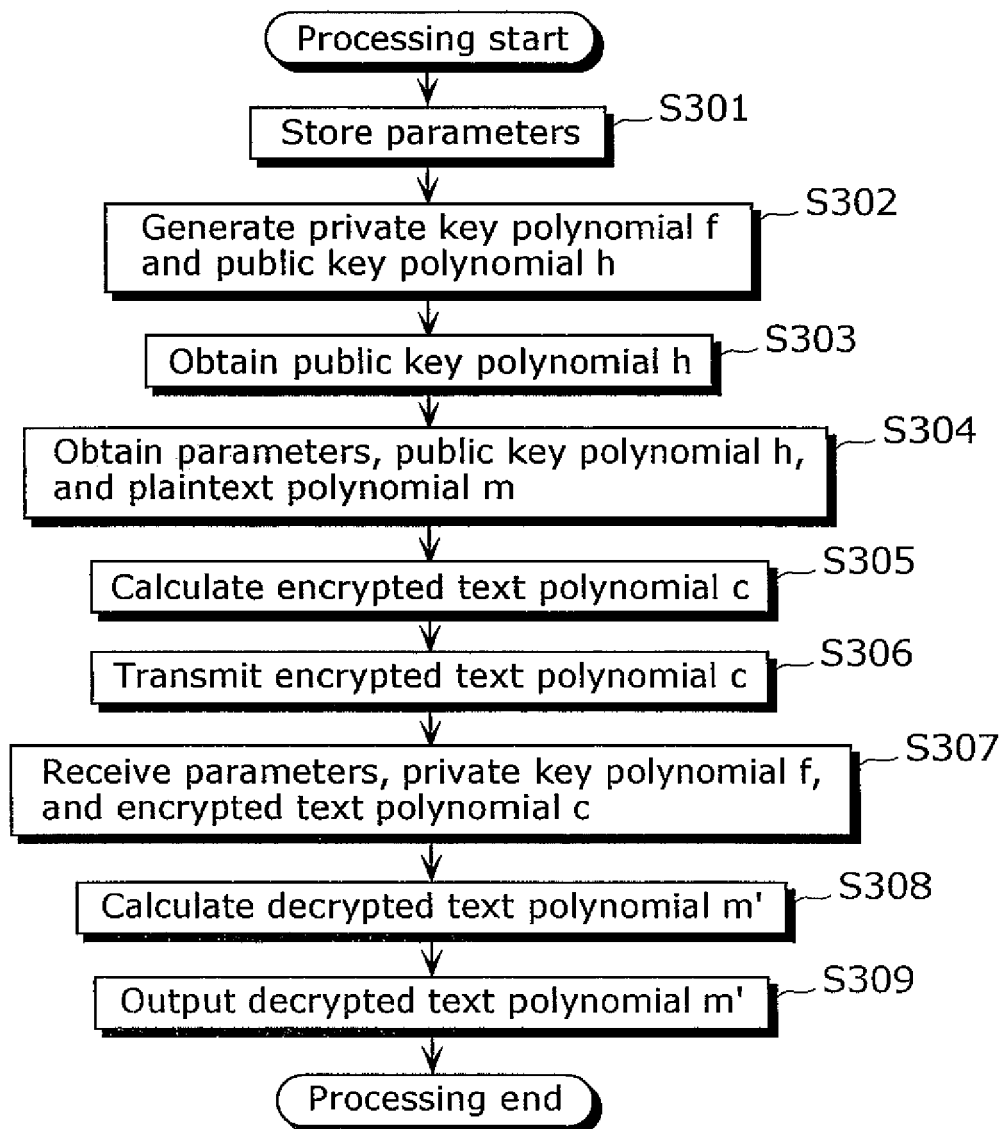 Processing start
S301
Store parameters
S302
Generate private key polynomial f
and public key polynomial h
S303
Obtain public key polynomial h
S304
Obtain parameters, public key polynomial h,
and plaintext polynomial m
S305
Calculate encrypted text polynomial c
S306
Transmit encrypted text polynomial c
S307
Receive parameters, private key polynomial f,
and encrypted text polynomial c
S308
Calculate decrypted text polynomial m'
S309
Output decrypted text polynomial m'
Processing end